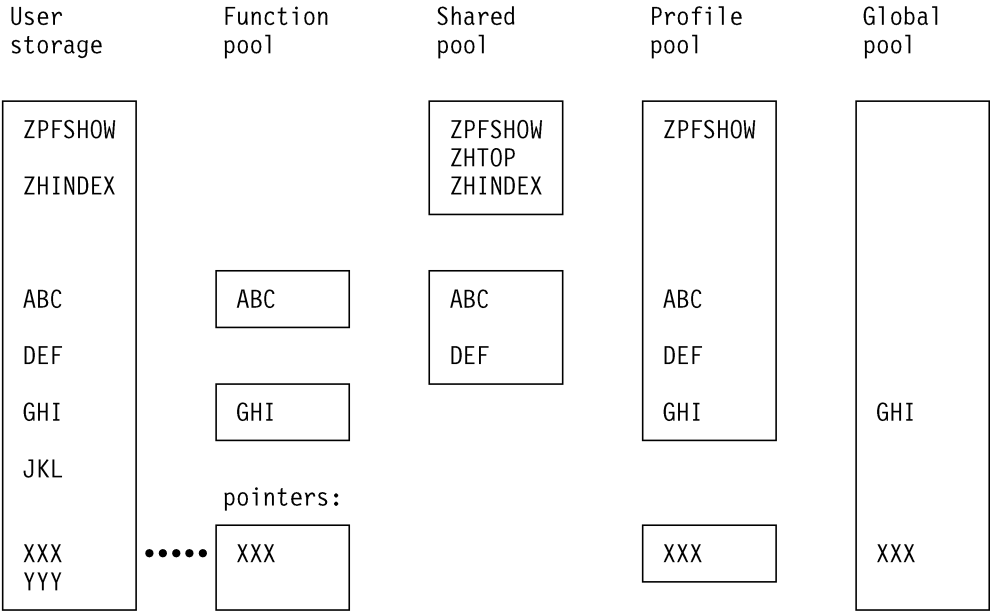 User Function Shared Profile Global
storage pool pool pool pool
ZPFSHOW ZPFSHOW ZPFSHOW
ZHTOP
ZHINDEX ZHINDEX
ABC ABC ABC ABC
DEF DEF DEF
GHI GHI GHI GHI
JKL
pointers:
XXX XXX XXX XXX
YYY